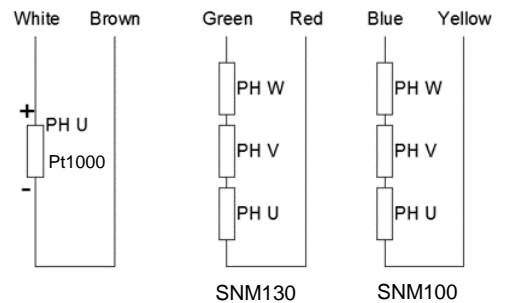 White Brown Green Red Blue Yellow
+
PH U
Pt1000
-
PH W
PH V
PH U
SNM130
PH W
PH V
PH U
SNM100